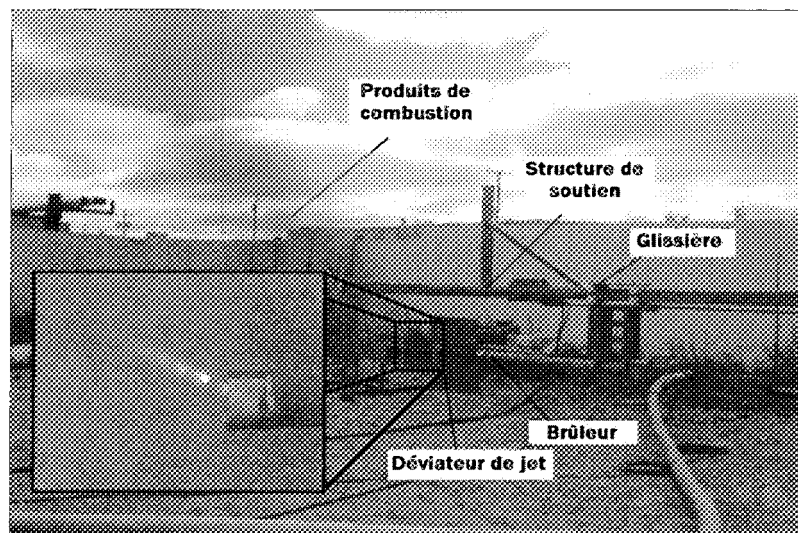 Produits de
combustion
Structure de
soutien
Glissière
Brûleur
Déviateur de jet